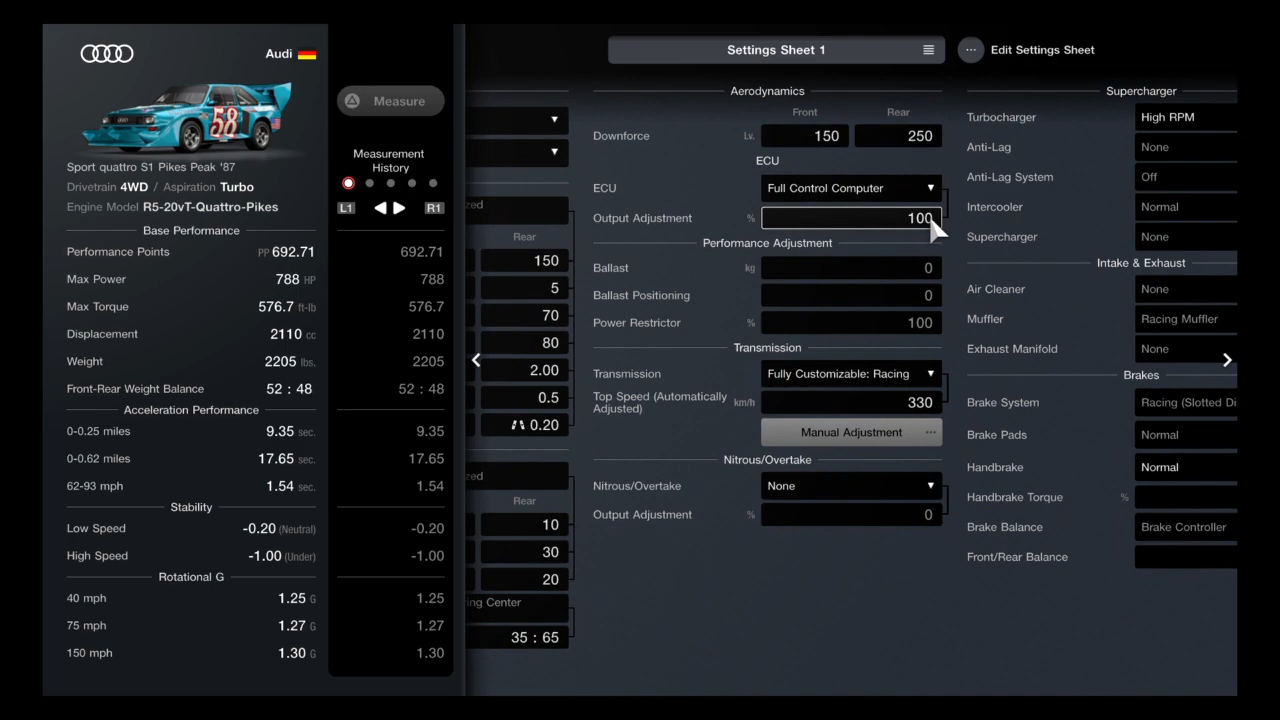 Settings Sheet 1
Edit Settings Sheet
Audi
58
Sport quattro S1 Pikes Peak '87
Drivetrain 4WD / Aspiration Turbo
Engine Model R5-20vT-Quattro-Pikes
Base Performance
Performance Points PP 692.71
Max Power 788 HP
Max Torque 576.7 ft-lb
Displacement 2110 cc
Weight 2205 lbs.
Front-Rear Weight Balance 52 : 48
Acceleration Performance
0-0.25 miles 9.35 sec.
0-0.62 miles 17.65 sec.
62-93 mph 1.54 sec.
Stability
Low Speed -0.20 (Neutral)
High Speed -1.00 (Under)
Rotational G
40 mph 1.25 G
75 mph 1.27 G
150 mph 1.30 G
Measure
Measurement
History
L1 R1
692.71
788
576.7
2110
2205
52 : 48
9.35
17.65
1.54
-0.20
-1.00
1.25
1.27
1.30
zed
Rear
150
5
70
80
2.00
0.5
0.20
zed
Rear
10
30
20
ing Center
35 : 65
Aerodynamics
Front Rear
Downforce Lv. 150 250
ECU
ECU Full Control Computer
Output Adjustment % 100
Performance Adjustment
Ballast kg 0
Ballast Positioning 0
Power Restrictor % 100
Transmission
Transmission Fully Customizable: Racing
Top Speed (Automatically
Adjusted) km/h 330
Manual Adjustment
Nitrous/Overtake
Nitrous/Overtake None
Output Adjustment % 0
Supercharger
Turbocharger High RPM
Anti-Lag None
Anti-Lag System Off
Intercooler Normal
Supercharger None
Intake & Exhaust
Air Cleaner None
Muffler Racing Muffler
Exhaust Manifold None
Brakes
Brake System Racing (Slotted Di
Brake Pads Normal
Handbrake Normal
Handbrake Torque %
Brake Balance Brake Controller
Front/Rear Balance